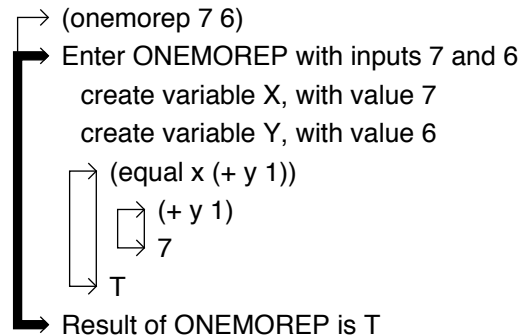 (onemorep 7 6)
Enter ONEMOREP with inputs 7 and 6
create variable X, with value 7
create variable Y, with value 6
(equal x (+ y 1))
(+ y 1)
7
T
Result of ONEMOREP is T